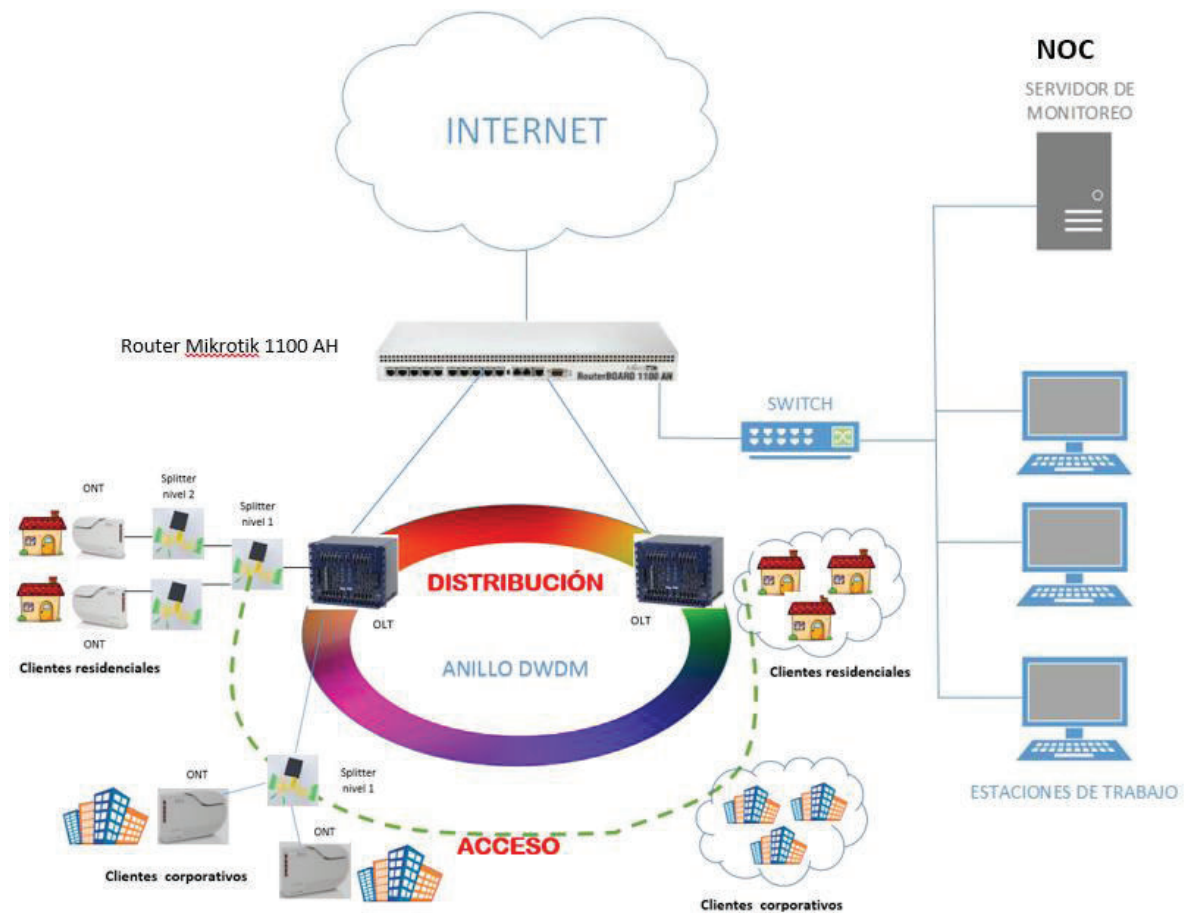 NOC
SERVIDOR DE
MONITOREO
INTERNET
Router Mikrotik 1100 AH
RouterBOARD 1100 AH
SWITCH
ONT
Splitter
nivel 2
Splitter
nivel 1
DISTRIBUCIÓN
OLT
OLT
ONT
Clientes residenciales
ANILLO DWDM
Clientes residenciales
ONT
Splitter
nivel 1
ESTACIONES DE TRABAJO
ONT
ACCESO
Clientes corporativos
Clientes corporativos